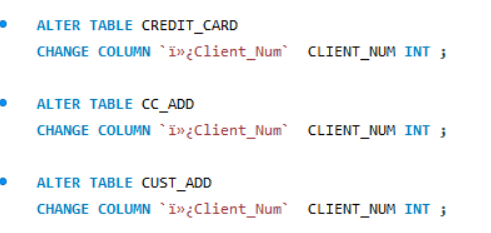 ALTER TABLE CREDIT_CARD
CHANGE COLUMN `ï»¿Client_Num`  CLIENT_NUM INT ;
ALTER TABLE CC_ADD
CHANGE COLUMN `ï»¿Client_Num`  CLIENT_NUM INT ;
ALTER TABLE CUST_ADD
CHANGE COLUMN `ï»¿Client_Num`  CLIENT_NUM INT ;